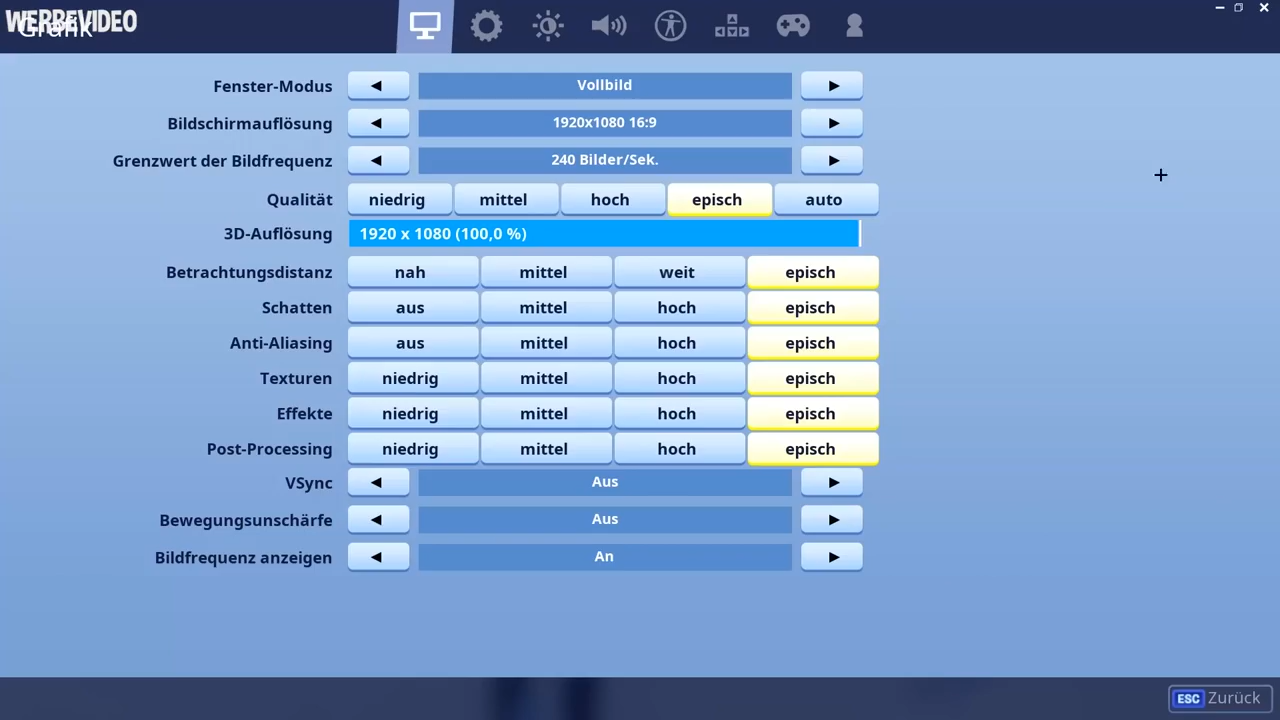 WERBEVIDEO
Grafik
Fenster-Modus Vollbild
Bildschirmauflösung 1920x1080 16:9
Grenzwert der Bildfrequenz 240 Bilder/Sek.
Qualität niedrig mittel hoch episch auto
3D-Auflösung 1920 x 1080 (100,0 %)
Betrachtungsdistanz nah mittel weit episch
Schatten aus mittel hoch episch
Anti-Aliasing aus mittel hoch episch
Texturen niedrig mittel hoch episch
Effekte niedrig mittel hoch episch
Post-Processing niedrig mittel hoch episch
VSync Aus
Bewegungsunschärfe Aus
Bildfrequenz anzeigen An
ESC Zurück